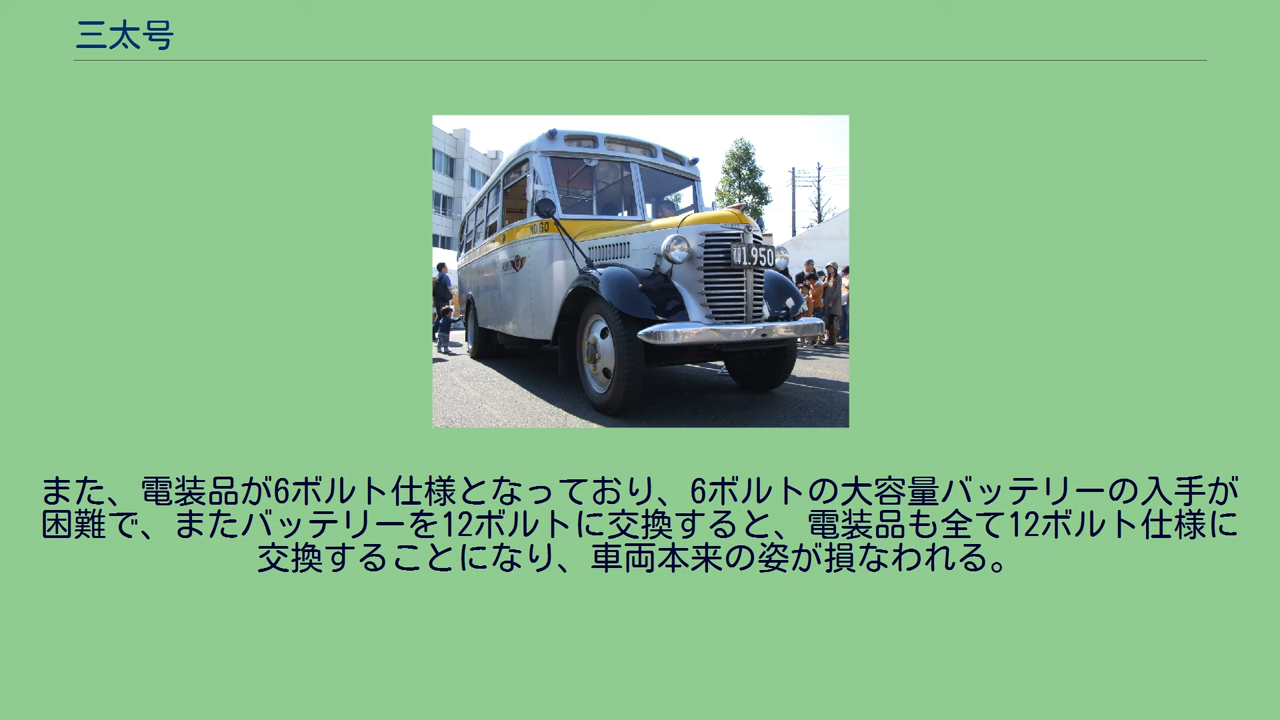 三太号
NO.60
1.950
また、電装品が6ボルト仕様となっており、6ボルトの大容量バッテリーの入手が
困難で、またバッテリーを12ボルトに交換すると、電装品も全て12ボルト仕様に
交換することになり、車両本来の姿が損なわれる。